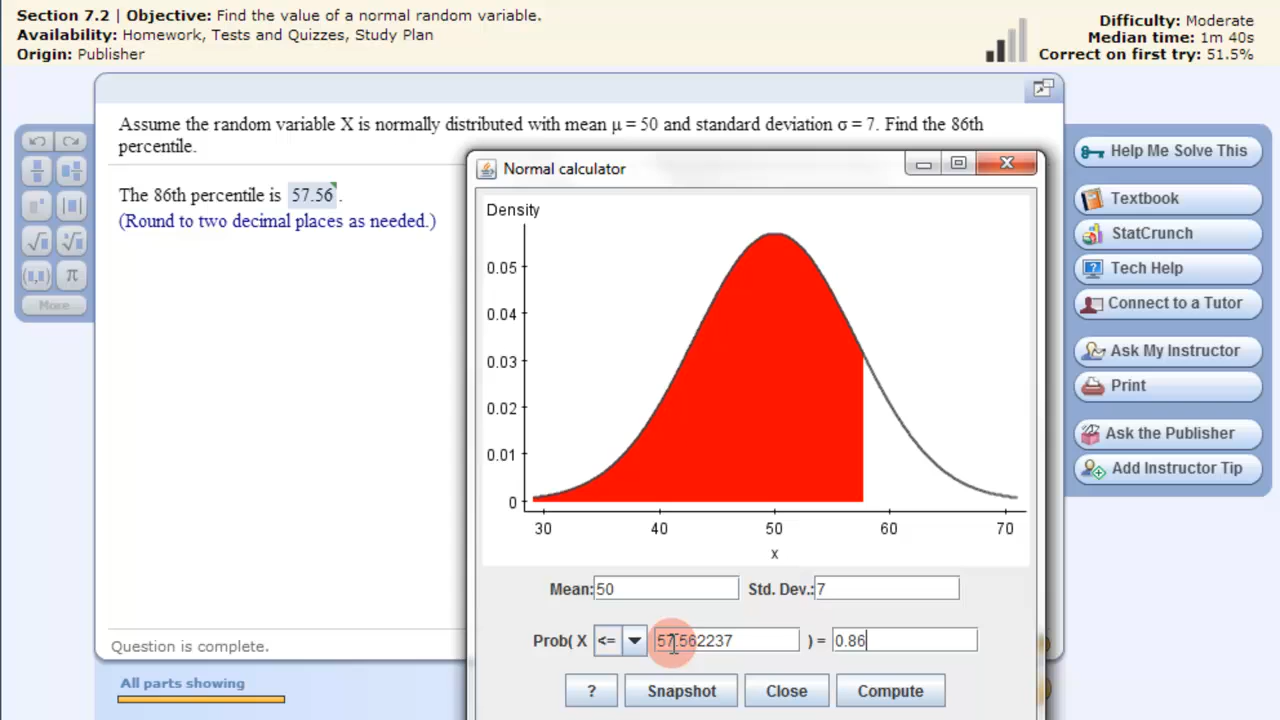 Section 7.2 | Objective: Find the value of a normal random variable.
Availability: Homework, Tests and Quizzes, Study Plan
Origin: Publisher
Difficulty: Moderate
Median time: 1m 40s
Correct on first try: 51.5%
Assume the random variable X is normally distributed with mean μ = 50 and standard deviation σ = 7. Find the 86th
percentile.
The 86th percentile is 57.56 .
(Round to two decimal places as needed.)
π
More
Question is complete.
All parts showing
Normal calculator
Density
0.05
0.04
0.03
0.02
0.01
0
30 40 50 60 70
x
Mean: 50 Std. Dev.: 7
Prob( X <= 57.562237 ) = 0.86
? Snapshot Close Compute
Help Me Solve This
Textbook
StatCrunch
Tech Help
Connect to a Tutor
Ask My Instructor
Print
Ask the Publisher
Add Instructor Tip